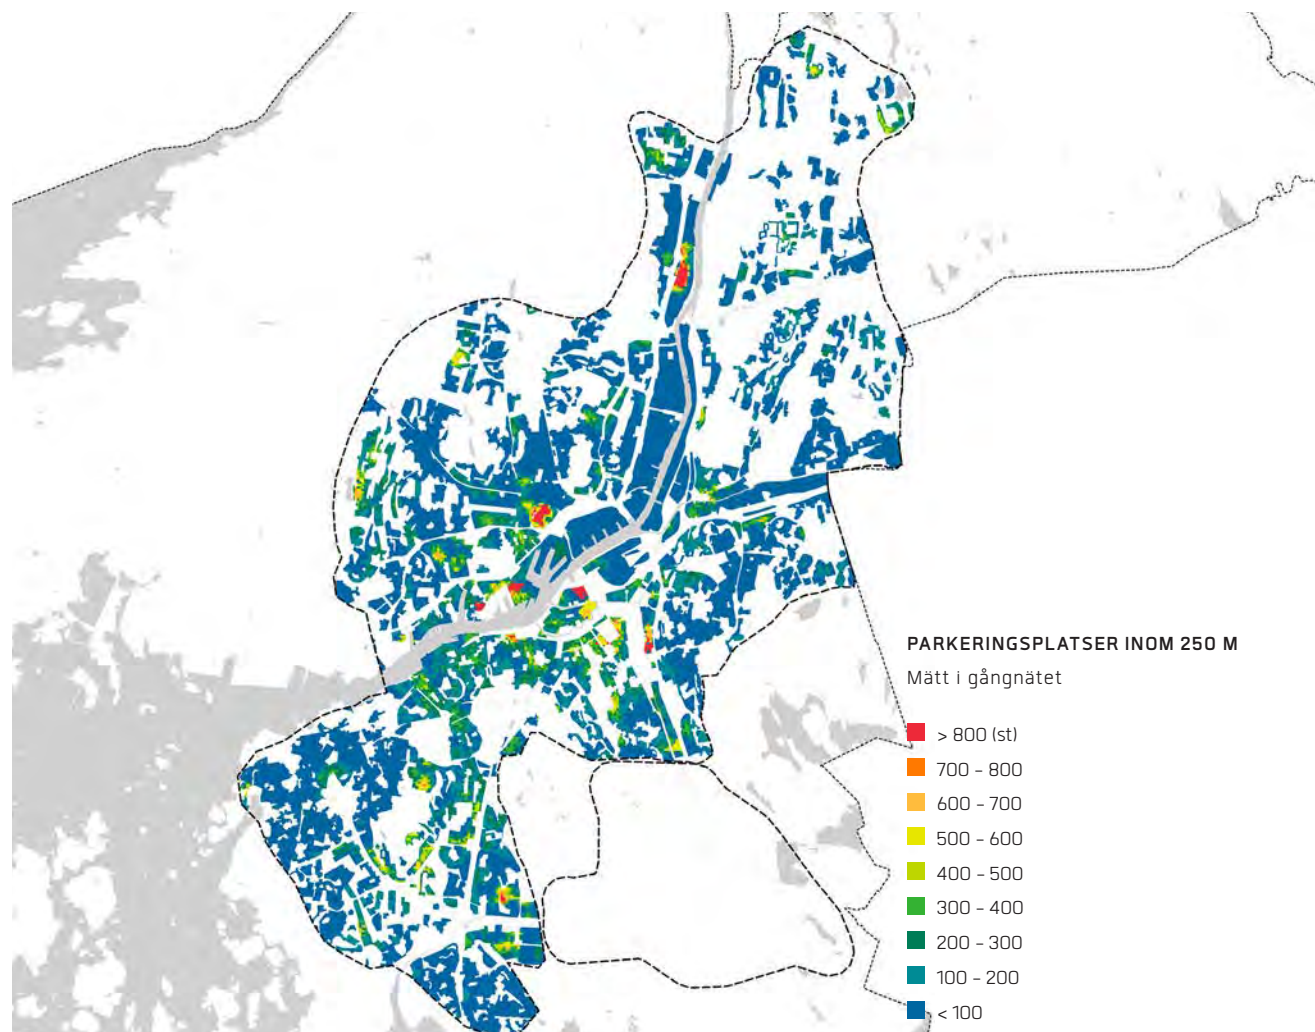 PARKERINGSPLATSER INOM 250 M
Mätt i gångnätet
> 800 (st)
700 – 800
600 – 700
500 – 600
400 – 500
300 – 400
200 – 300
100 – 200
< 100